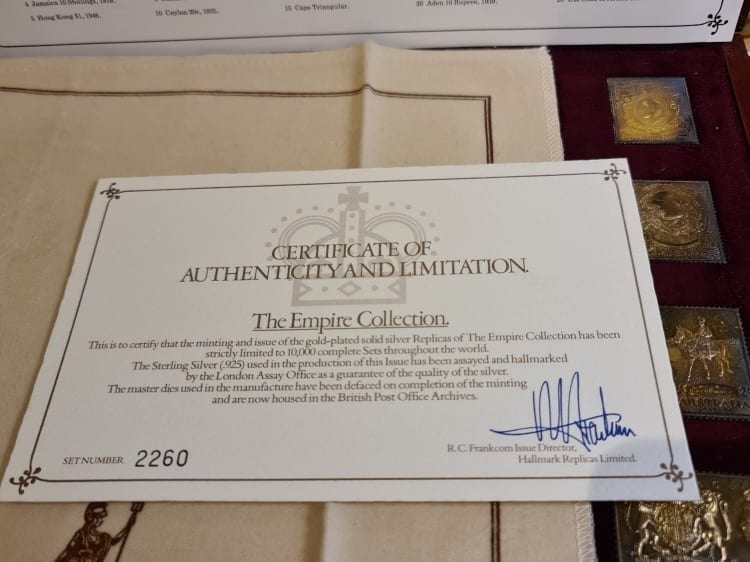 4 Jamaica 10 Shillings, 1919.
5 Hong Kong $1, 1946.
10 Ceylon 20c, 1935.
15 Cape Triangular.
20 Aden 10 Rupees, 1939.
CERTIFICATE OF
AUTHENTICITY AND LIMITATION.
The Empire Collection.
This is to certify that the minting and issue of the gold-plated solid silver Replicas of The Empire Collection has been
strictly limited to 10,000 complete Sets throughout the world.
The Sterling Silver (.925) used in the production of this Issue has been assayed and hallmarked
by the London Assay Office as a guarantee of the quality of the silver.
The master dies used in the manufacture have been defaced on completion of the minting
and are now housed in the British Post Office Archives.
SET NUMBER 2260
R.C. Frankcom Issue Director,
Hallmark Replicas Limited.